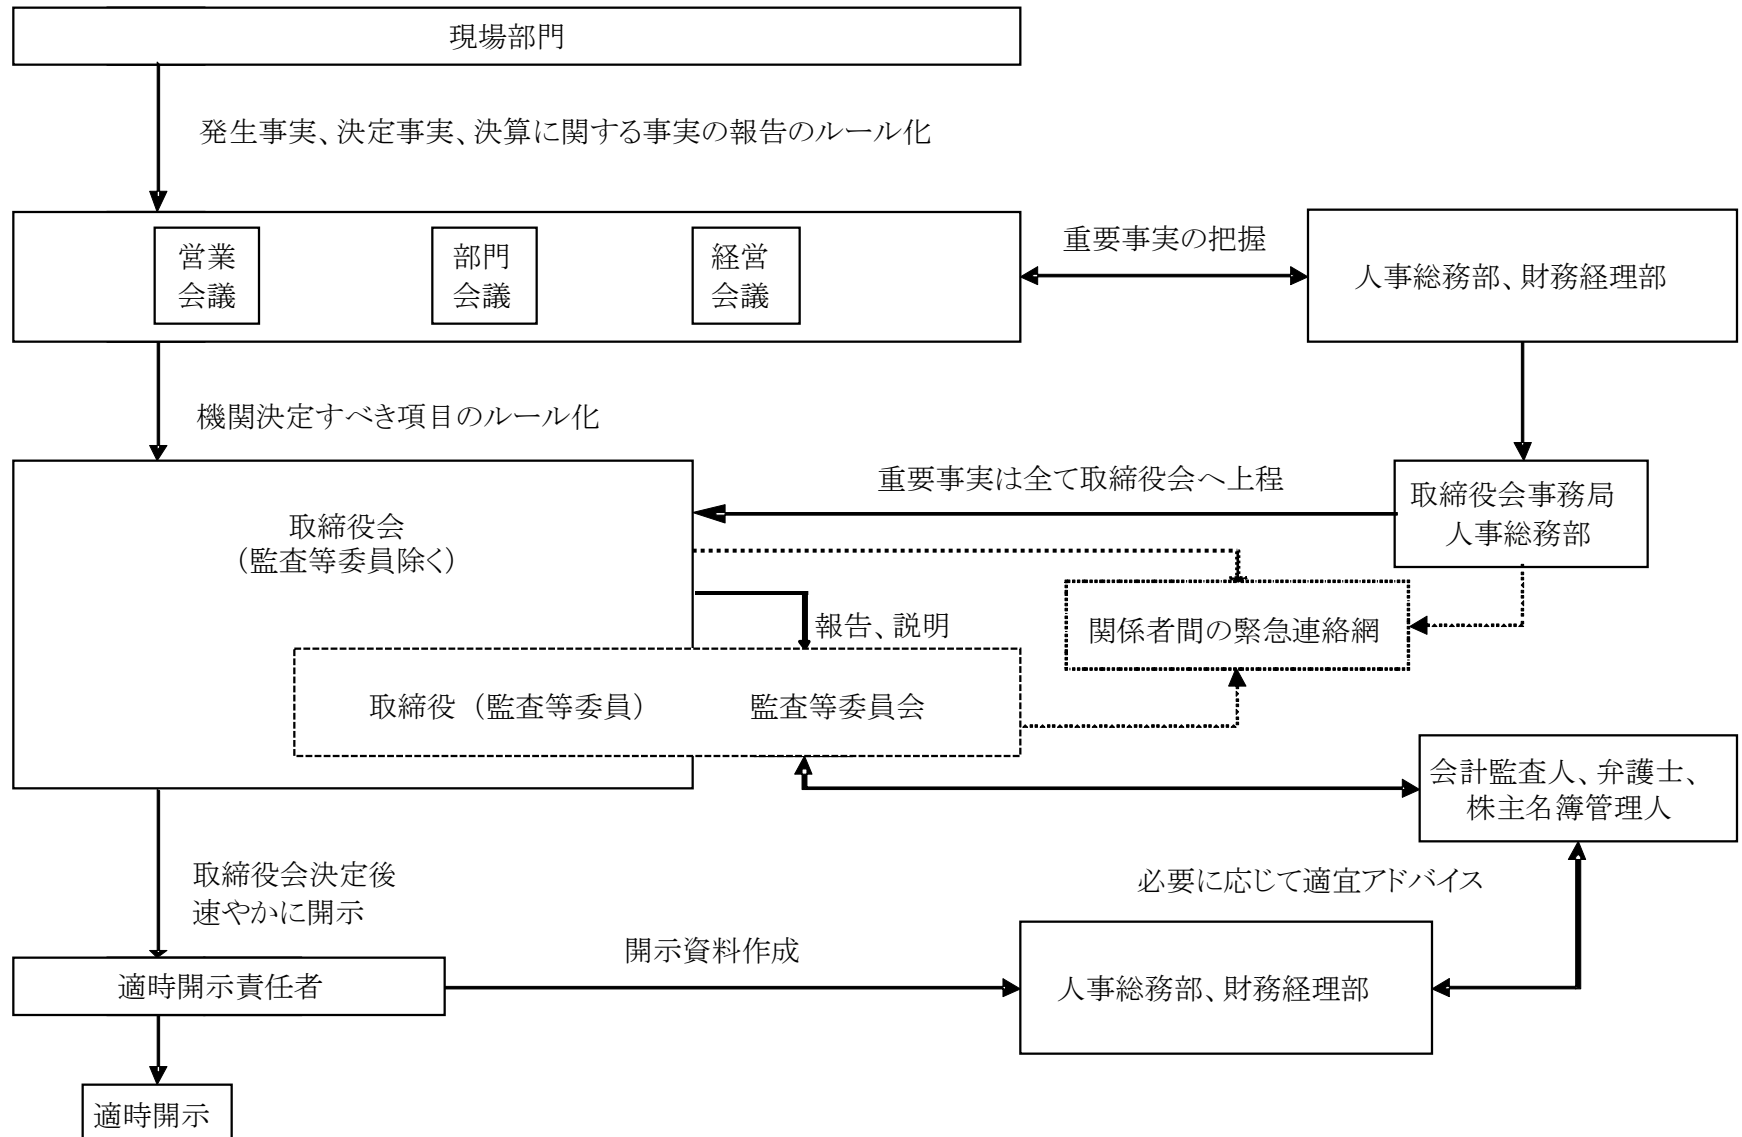 現場部門
発生事実、決定事実、決算に関する事実の報告のルール化
営業
会議
部門
会議
経営
会議
重要事実の把握
人事総務部、財務経理部
機関決定すべき項目のルール化
重要事実は全て取締役会へ上程
取締役会事務局
人事総務部
取締役会
（監査等委員除く）
報告、説明
関係者間の緊急連絡網
取締役（監査等委員）
監査等委員会
会計監査人、弁護士、
株主名簿管理人
取締役会決定後
速やかに開示
必要に応じて適宜アドバイス
開示資料作成
適時開示責任者
人事総務部、財務経理部
適時開示